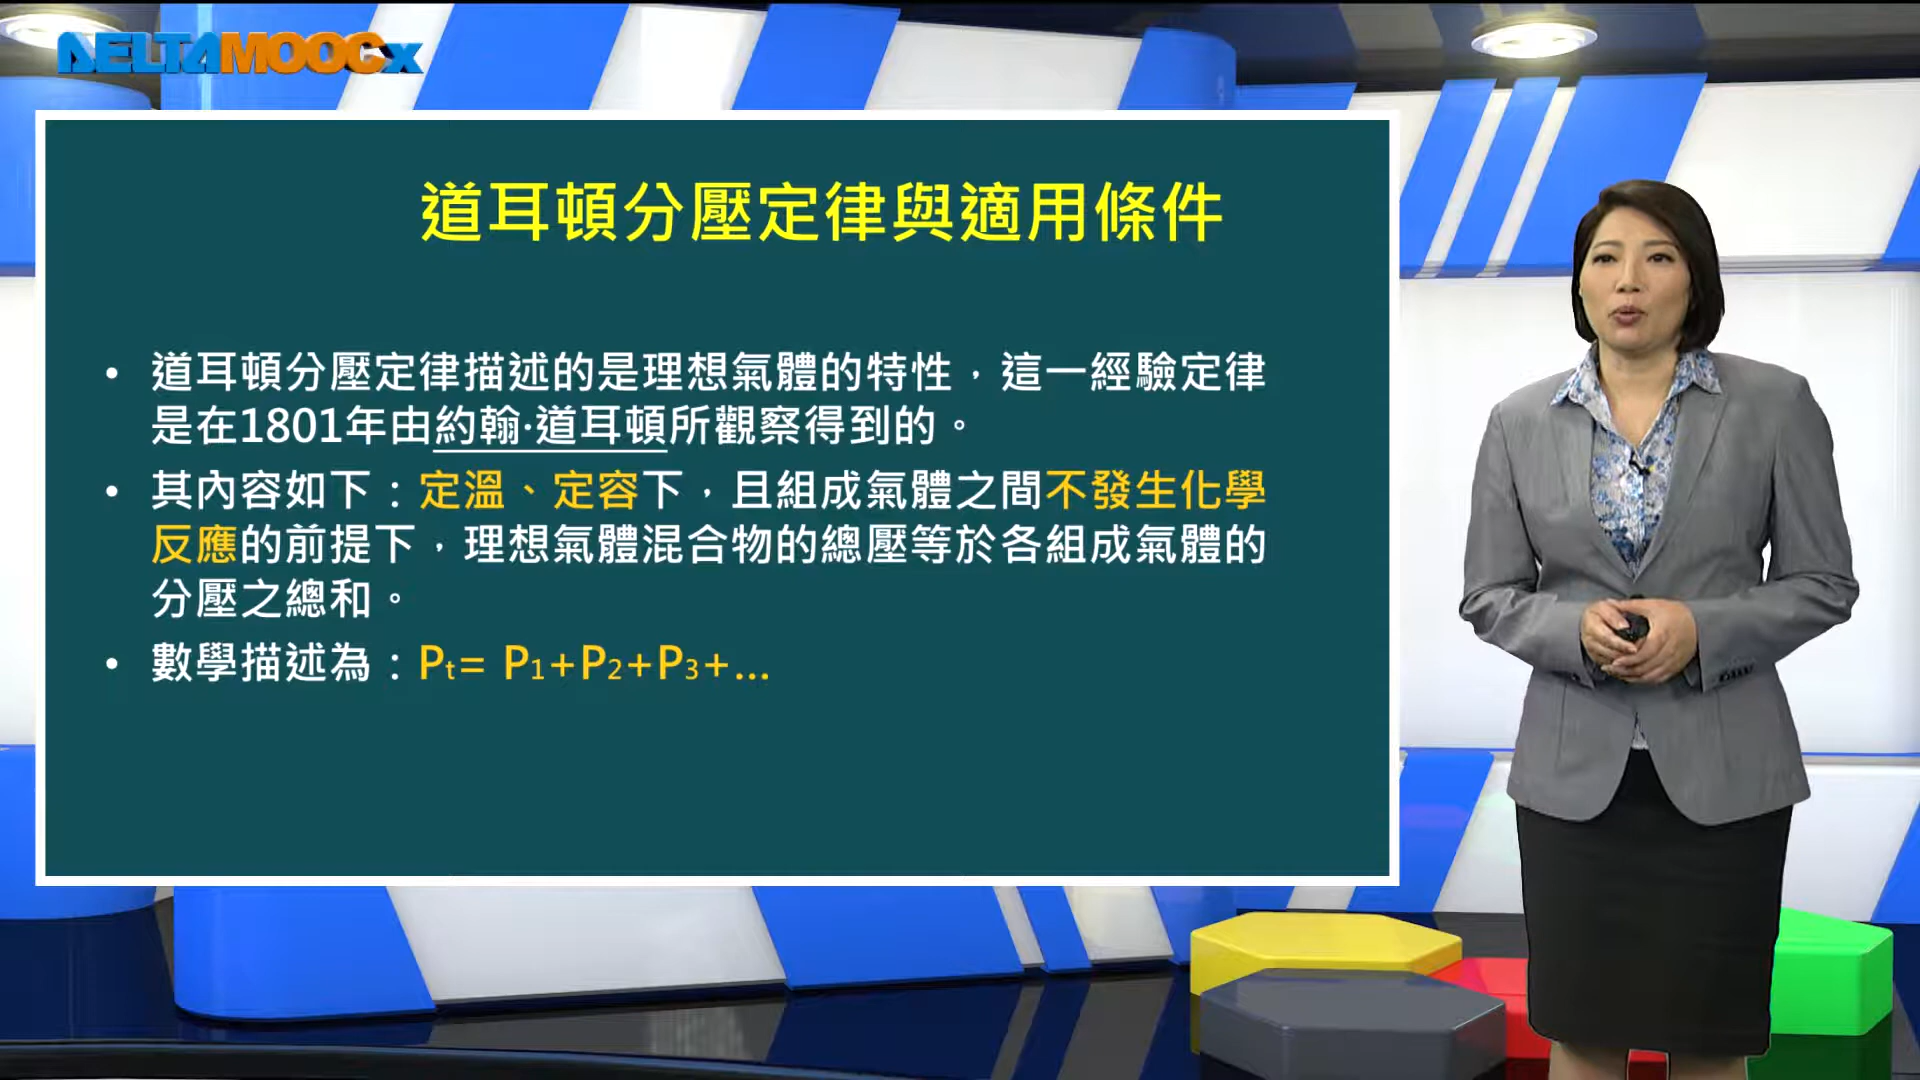 DELTAMOOCx
道耳頓分壓定律與適用條件
• 道耳頓分壓定律描述的是理想氣體的特性，這一經驗定律
是在1801年由約翰·道耳頓所觀察得到的。
• 其內容如下：定溫、定容下，且組成氣體之間不發生化學
反應的前提下，理想氣體混合物的總壓等於各組成氣體的
分壓之總和。
• 數學描述為：Pt= P1+P2+P3+...